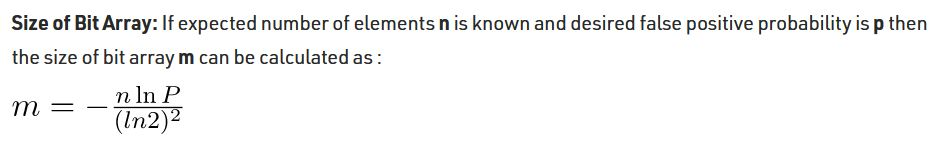 Size of Bit Array: If expected number of elements n is known and desired false positive probability is p then
the size of bit array m can be calculated as :
m = − n ln P / (ln2)²